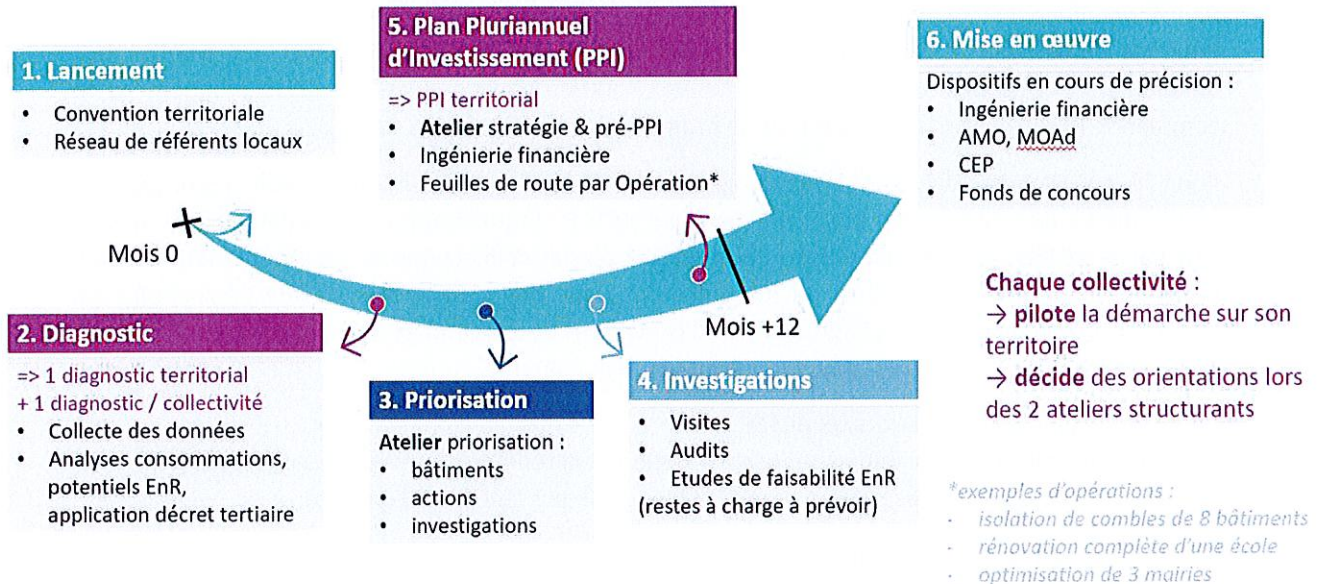 1. Lancement
• Convention territoriale
• Réseau de référents locaux
Mois 0
2. Diagnostic
=> 1 diagnostic territorial
+ 1 diagnostic / collectivité
• Collecte des données
• Analyses consommations,
potentiels EnR,
application décret tertiaire
3. Priorisation
Atelier priorisation :
• bâtiments
• actions
• investigations
4. Investigations
• Visites
• Audits
• Etudes de faisabilité EnR
(restes à charge à prévoir)
5. Plan Pluriannuel
d'Investissement (PPI)
=> PPI territorial
• Atelier stratégie & pré-PPI
• Ingénierie financière
• Feuilles de route par Opération*
Mois +12
6. Mise en œuvre
Dispositifs en cours de précision :
• Ingénierie financière
• AMO, MOAd
• CEP
• Fonds de concours
Chaque collectivité :
→ pilote la démarche sur son
territoire
→ décide des orientations lors
des 2 ateliers structurants
*exemples d'opérations :
- isolation de combles de 8 bâtiments
- rénovation complète d'une école
- optimisation de 3 mairies